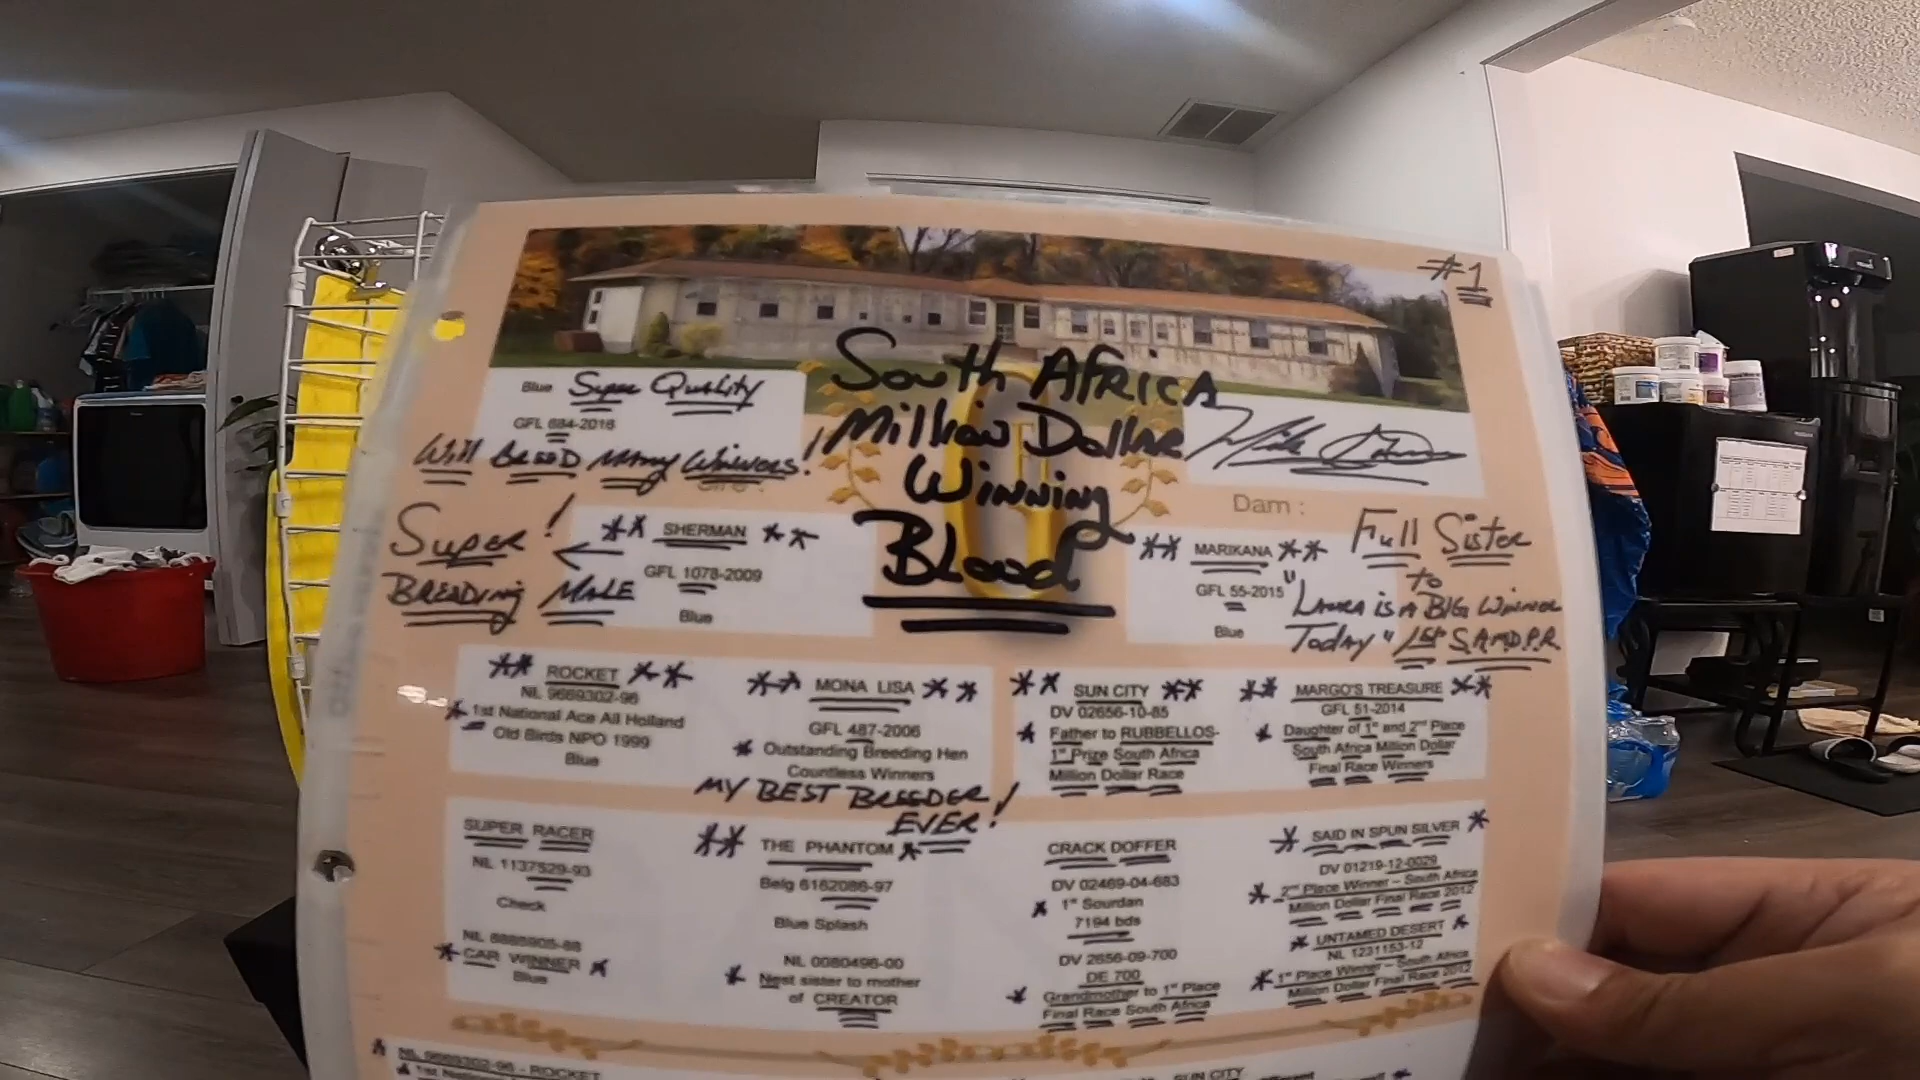 #1
South AFRICA
Million Dollar
Winning
Blood
Blue Super Quality
GFL 684-2016
Will BREED MANY Winners!
Dam :
SUPER!
BREEDING MALE
** SHERMAN **
GFL 1078-2009
Blue
** MARIKANA **
GFL 55-2015
Blue
Full Sister
to
"LAURA is A BIG WINNER
Today" 1st S.A.M.D.P.R
** ROCKET **
NL 9669302-96
* 1st National Ace All Holland
Old Birds NPO 1999
Blue
** MONA LISA **
GFL 487-2006
* Outstanding Breeding Hen
Countless Winners
MY BEST BREEDER
EVER!
** SUN CITY **
DV 02656-10-85
* Father to RUBBELLOS-
1st Prize South Africa
Million Dollar Race
** MARGO'S TREASURE **
GFL 51-2014
* Daughter of 1st and 2nd Place
South Africa Million Dollar
Final Race Winners
SUPER RACER
NL 1137529-93
Check
NL 8885905-88
* CAR WINNER *
Blue
** THE PHANTOM *
Belg 6162086-97
Blue Splash
NL 0080496-00
* Nest sister to mother
of CREATOR
CRACK DOFFER
DV 02469-04-683
* 1st Sourdan
7194 bds
DV 2656-09-700
DE 700
* Grandmother to 1st Place
Final Race South Africa
* SAID IN SPUN SILVER *
DV 01219-12-0029
* 2nd Place Winner – South Africa
Million Dollar Final Race 2012
* UNTAMED DESERT *
NL 1231153-12
* 1st Place Winner – South Africa
Million Dollar Final Race 2012
* NL 9669302-96 - ROCKET
* 1st National
SUN CITY